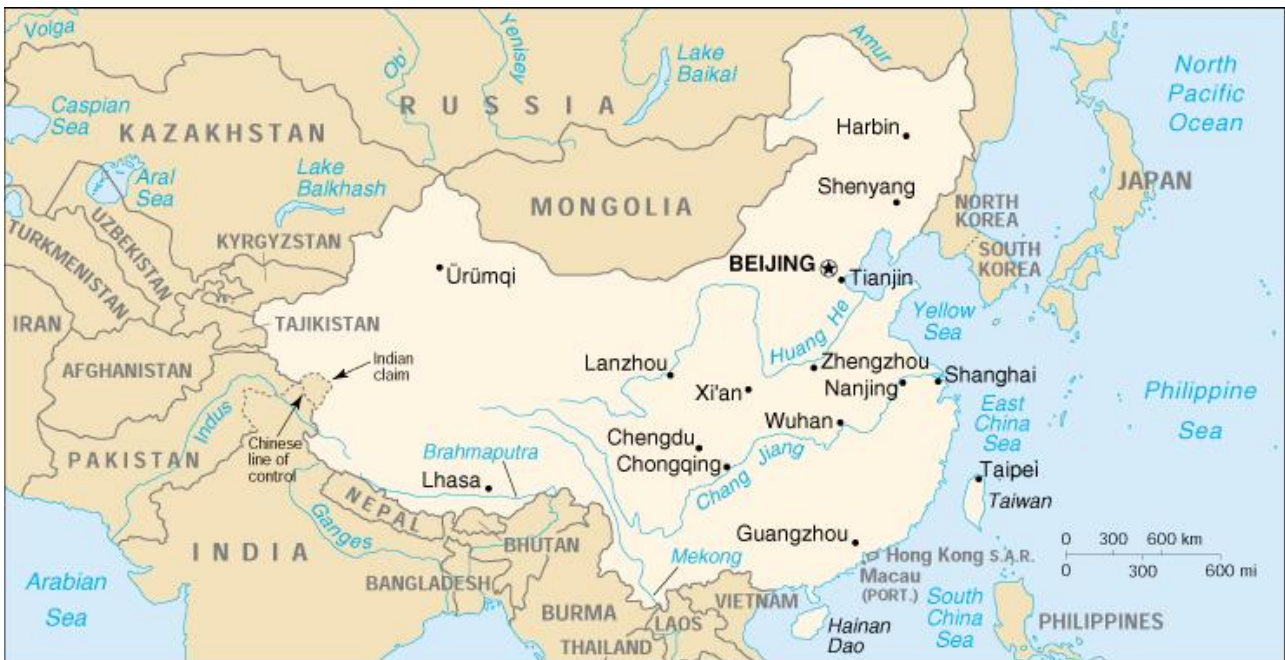 Volga
Ob'
Yenisey
Lake
Baikal
Amur
North
Pacific
Ocean
RUSSIA
Caspian
Sea
KAZAKHSTAN
Harbin
Aral
Sea
Lake
Balkhash
JAPAN
Shenyang
MONGOLIA
NORTH
KOREA
UZBEKISTAN
TURKMENISTAN
KYRGYZSTAN
SOUTH
KOREA
BEIJING
Ürümqi
Tianjin
Yellow
Sea
IRAN
TAJIKISTAN
Huang He
AFGHANISTAN
Indian
claim
Lanzhou
Zhengzhou
Xi'an
Nanjing
Shanghai
Philippine
Sea
Indus
Wuhan
East
China
Sea
Chinese
line of
control
Chengdu
Chongqing
Chang Jiang
PAKISTAN
Brahmaputra
Lhasa
Taipei
Taiwan
NEPAL
Ganges
INDIA
Guangzhou
0 300 600 km
0 300 600 mi
BHUTAN
Mekong
Hong Kong S.A.R.
Macau
(PORT.)
Arabian
Sea
BANGLADESH
BURMA
VIETNAM
LAOS
South
China
Sea
PHILIPPINES
Hainan
Dao
THAILAND